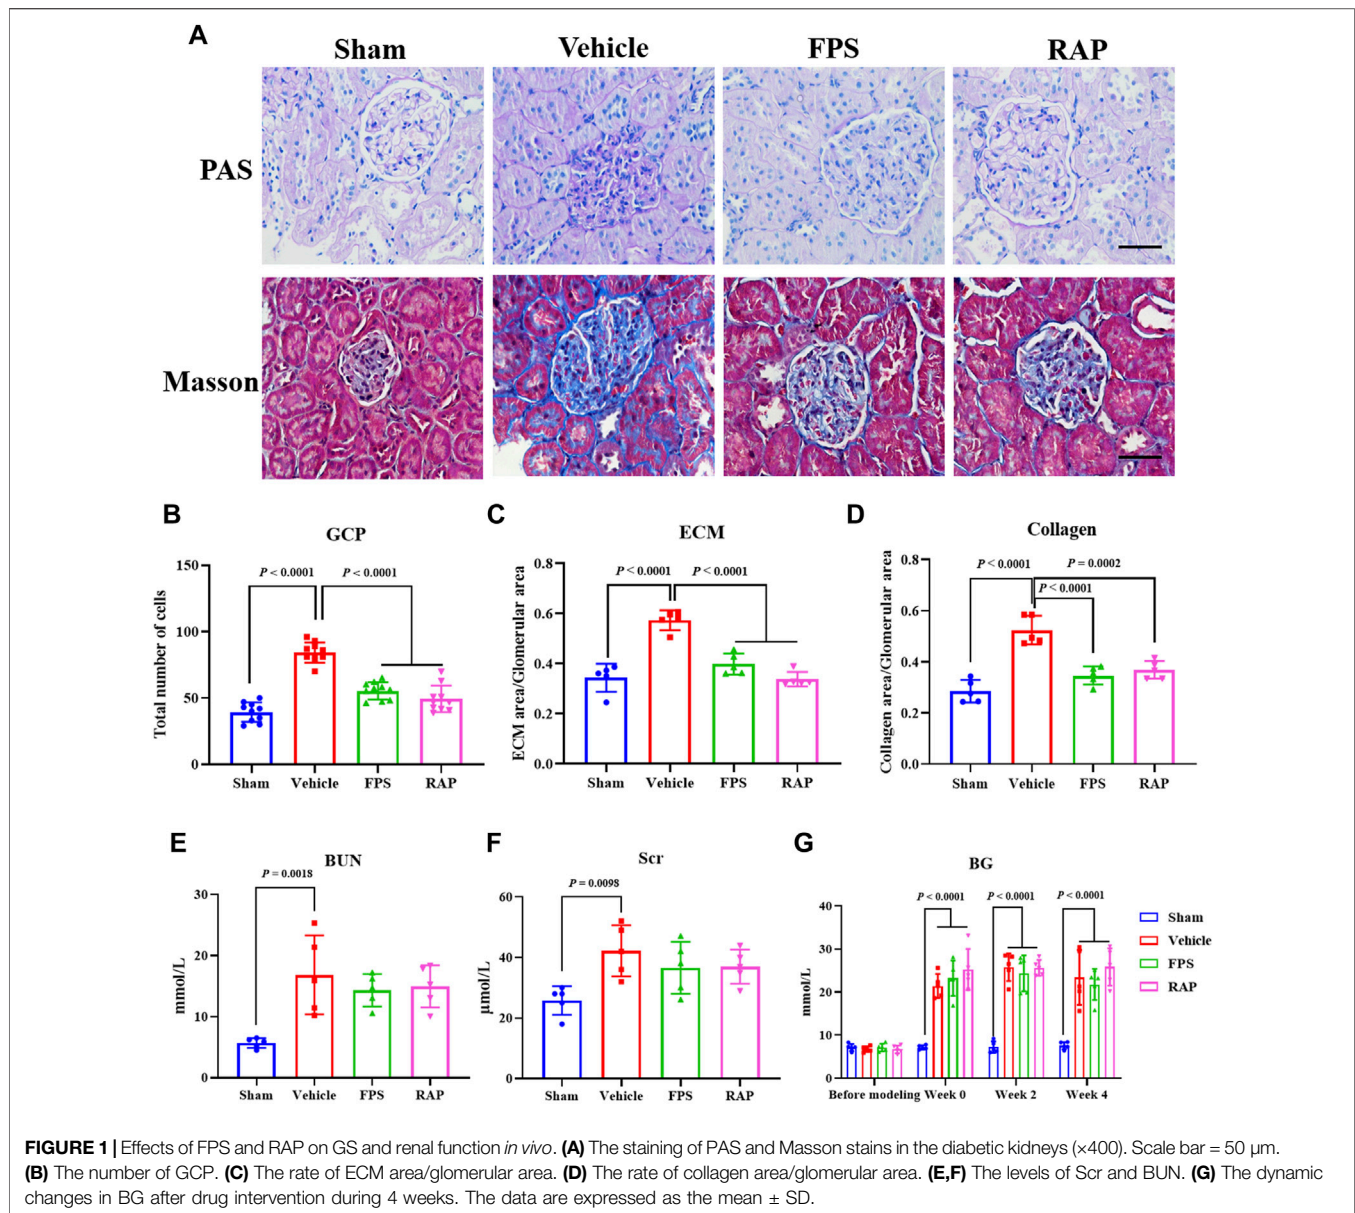 A
Sham Vehicle FPS RAP
PAS
Masson
B
GCP
Total number of cells
150
100
50
0
P < 0.0001
P < 0.0001
Sham Vehicle FPS RAP
C
ECM
ECM area/Glomerular area
0.8
0.6
0.4
0.2
0.0
P < 0.0001
P < 0.0001
Sham Vehicle FPS RAP
D
Collagen
Collagen area/Glomerular area
0.8
0.6
0.4
0.2
0.0
P < 0.0001
P = 0.0002
P < 0.0001
Sham Vehicle FPS RAP
E
BUN
mmol/L
30
20
10
0
P = 0.0018
Sham Vehicle FPS RAP
F
Scr
µmol/L
60
40
20
0
P = 0.0098
Sham Vehicle FPS RAP
G
BG
mmol/L
40
30
20
10
0
P < 0.0001
P < 0.0001
P < 0.0001
Before modeling Week 0 Week 2 Week 4
Sham
Vehicle
FPS
RAP
FIGURE 1 | Effects of FPS and RAP on GS and renal function in vivo. (A) The staining of PAS and Masson stains in the diabetic kidneys (×400). Scale bar = 50 µm.
(B) The number of GCP. (C) The rate of ECM area/glomerular area. (D) The rate of collagen area/glomerular area. (E,F) The levels of Scr and BUN. (G) The dynamic
changes in BG after drug intervention during 4 weeks. The data are expressed as the mean ± SD.